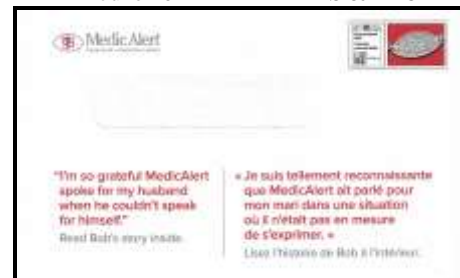 MedicAlert
"I'm so grateful MedicAlert
spoke for my husband
when he couldn't speak
for himself."
Read Bob's story inside.
« Je suis tellement reconnaissante
que MedicAlert ait parlé pour
mon mari dans une situation
où il n'était pas en mesure
de s'exprimer. »
Lisez l'histoire de Bob à l'intérieur.